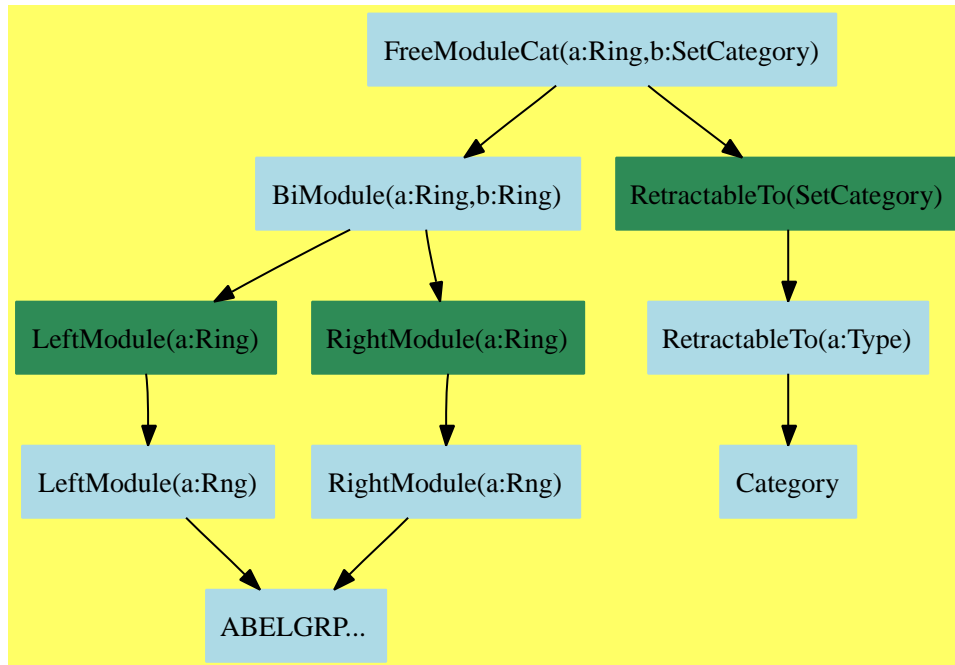 FreeModuleCat(a:Ring,b:SetCategory)
BiModule(a:Ring,b:Ring)
RetractableTo(SetCategory)
LeftModule(a:Ring)
RightModule(a:Ring)
RetractableTo(a:Type)
LeftModule(a:Rng)
RightModule(a:Rng)
Category
ABELGRP...